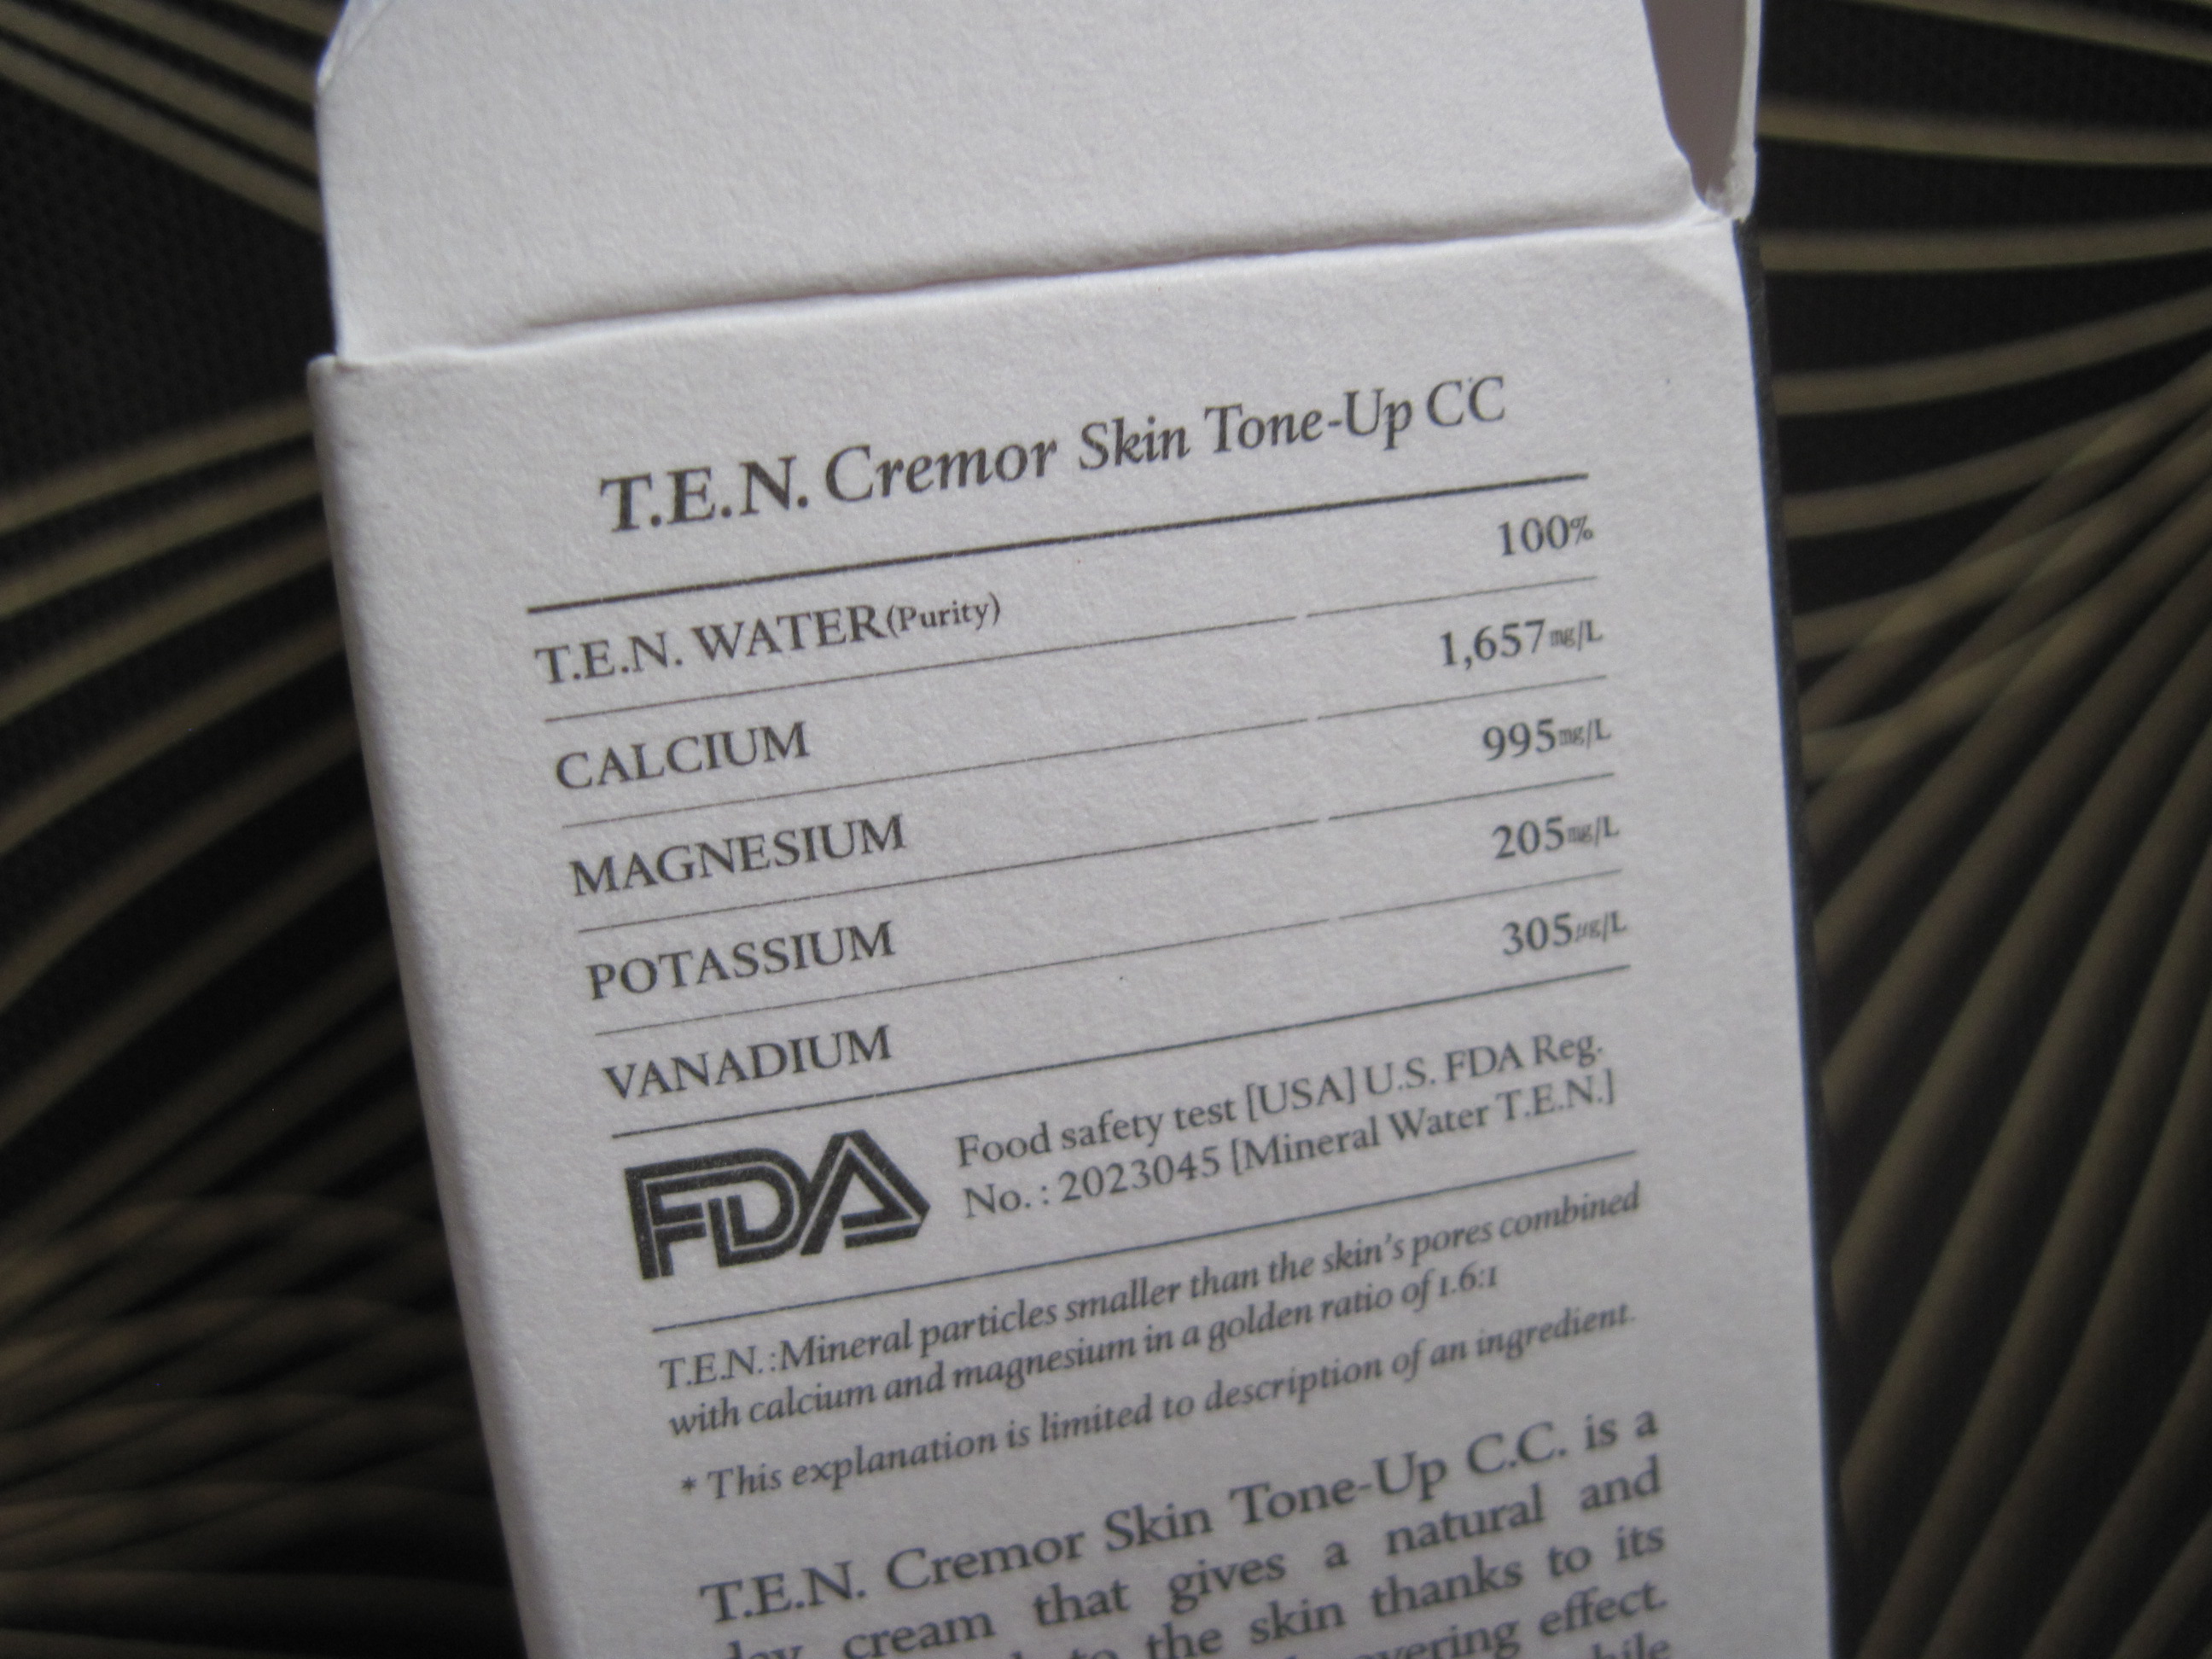 T.E.N. Cremor Skin Tone-Up CC
T.E.N. WATER(Purity) 100%
CALCIUM 1,657mg/L
MAGNESIUM 995mg/L
POTASSIUM 205mg/L
VANADIUM 305µg/L
FDA
Food safety test [USA] U.S. FDA Reg.
No. : 2023045 [Mineral Water T.E.N.]
T.E.N.:Mineral particles smaller than the skin's pores combined
with calcium and magnesium in a golden ratio of 1.6:1
* This explanation is limited to description of an ingredient.
T.E.N. Cremor Skin Tone-Up C.C. is a
day cream that gives a natural and
to the skin thanks to its
effect.